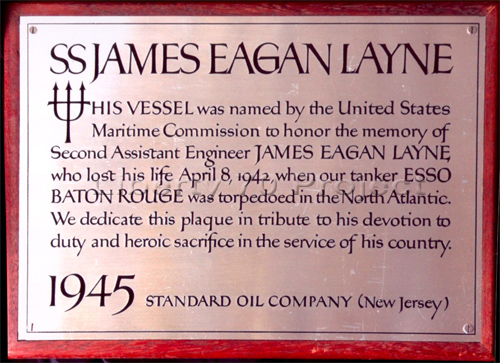 SS JAMES EAGAN LAYNE
THIS VESSEL was named by the United States
Maritime Commission to honor the memory of
Second Assistant Engineer JAMES EAGAN LAYNE,
who lost his life April 8, 1942, when our tanker ESSO
BATON ROUGE was torpedoed in the North Atlantic.
We dedicate this plaque in tribute to his devotion to
duty and heroic sacrifice in the service of his country.
1945 STANDARD OIL COMPANY (New Jersey)